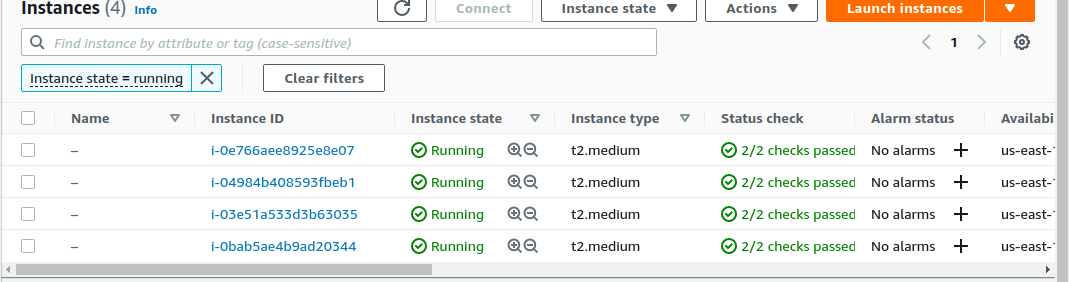 Instances (4) Info Connect Instance state Actions Launch instances
Find instance by attribute or tag (case-sensitive) 1
Instance state = running Clear filters
Name Instance ID Instance state Instance type Status check Alarm status Availabi
– i-0e766aee8925e8e07 Running t2.medium 2/2 checks passed No alarms + us-east-1
– i-04984b408593fbeb1 Running t2.medium 2/2 checks passed No alarms + us-east-1
– i-03e51a533d3b63035 Running t2.medium 2/2 checks passed No alarms + us-east-1
– i-0bab5ae4b9ad20344 Running t2.medium 2/2 checks passed No alarms + us-east-1